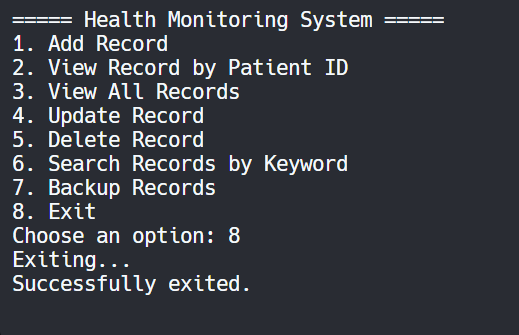 ===== Health Monitoring System =====
1. Add Record
2. View Record by Patient ID
3. View All Records
4. Update Record
5. Delete Record
6. Search Records by Keyword
7. Backup Records
8. Exit
Choose an option: 8
Exiting...
Successfully exited.